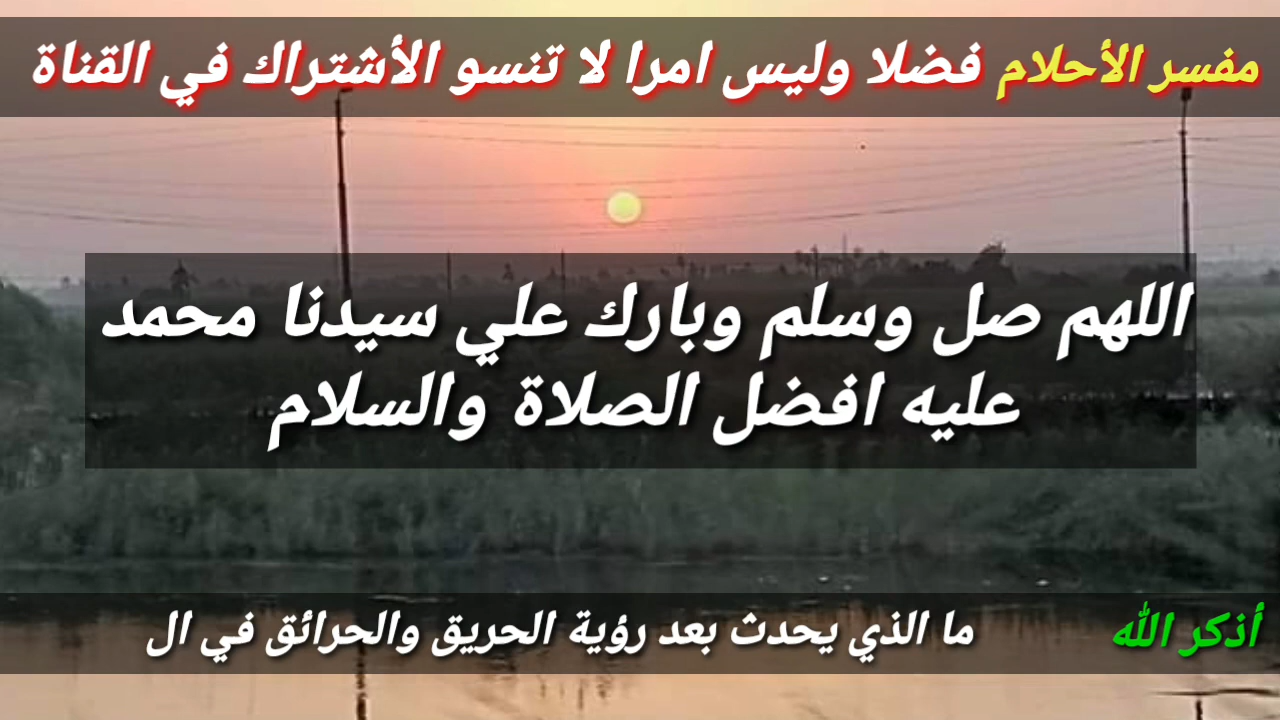 مفسر الأحلام فضلا وليس امرا لا تنسو الأشتراك في القناة
اللهم صل وسلم وبارك علي سيدنا محمد
عليه افضل الصلاة والسلام
أذكر الله ما الذي يحدث بعد رؤية الحريق والحرائق في ال